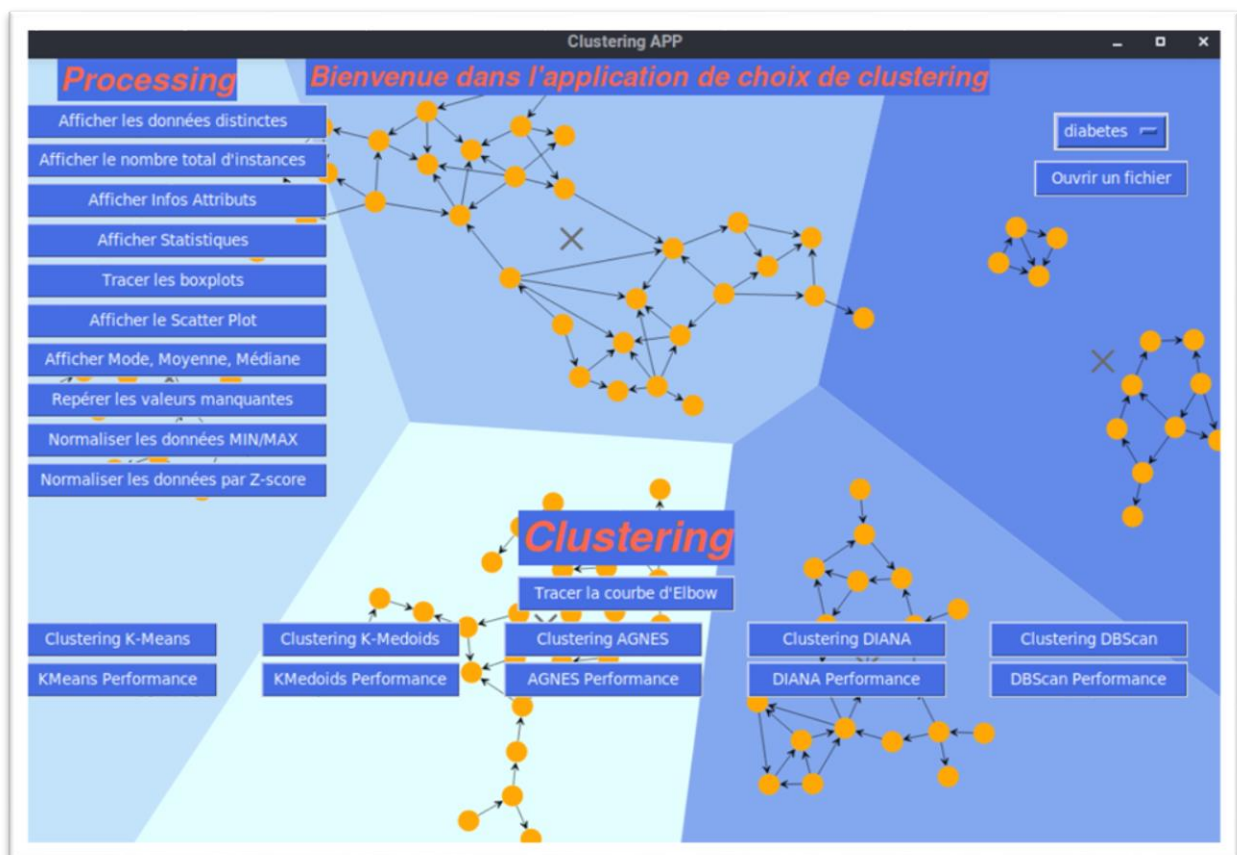 Clustering APP
Processing
Bienvenue dans l'application de choix de clustering
Afficher les données distinctes
diabetes
Afficher le nombre total d'instances
Ouvrir un fichier
Afficher Infos Attributs
Afficher Statistiques
Tracer les boxplots
Afficher le Scatter Plot
Afficher Mode, Moyenne, Médiane
Repérer les valeurs manquantes
Normaliser les données MIN/MAX
Normaliser les données par Z-score
Clustering
Tracer la courbe d'Elbow
Clustering K-Means
Clustering K-Medoids
Clustering AGNES
Clustering DIANA
Clustering DBScan
KMeans Performance
KMedoids Performance
AGNES Performance
DIANA Performance
DBScan Performance